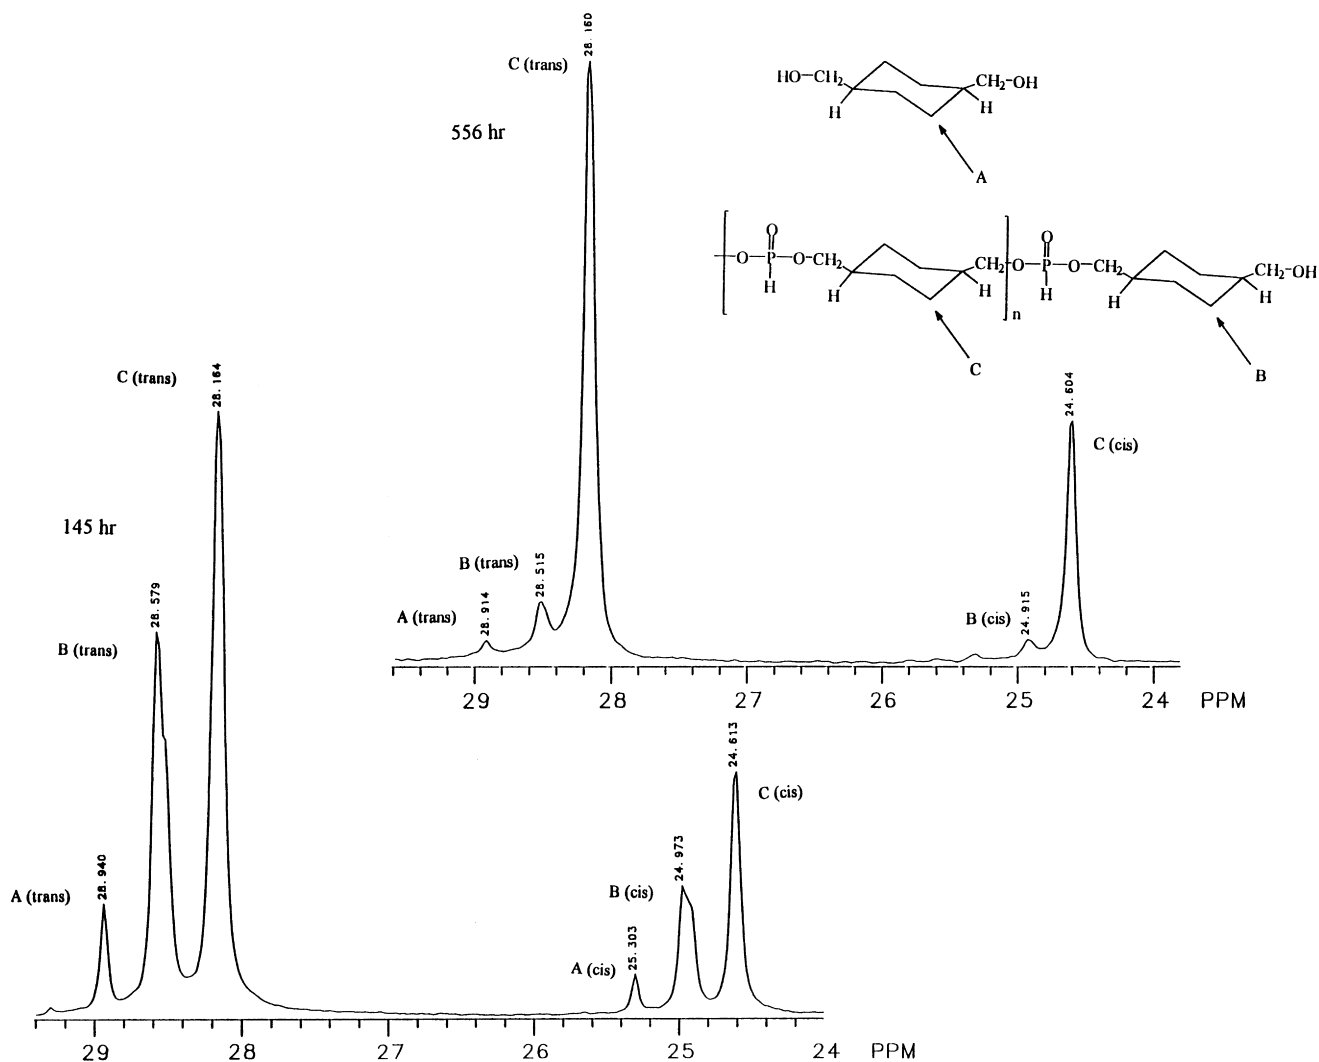 28.160
C (trans)
556 hr
HO–CH₂
CH₂–OH
H
H
A
O
O
–O–P–O–CH₂
CH₂
O–P–O–CH₂
CH₂–OH
H
H
H
H
H
H
n
C
B
C (trans)
28.164
24.604
C (cis)
145 hr
B (trans)
28.515
28.579
A (trans)
28.914
B (cis)
24.915
B (trans)
29
28
27
26
25
24
PPM
24.613
C (cis)
A (trans)
28.940
B (cis)
24.973
A (cis)
25.303
29
28
27
26
25
24
PPM